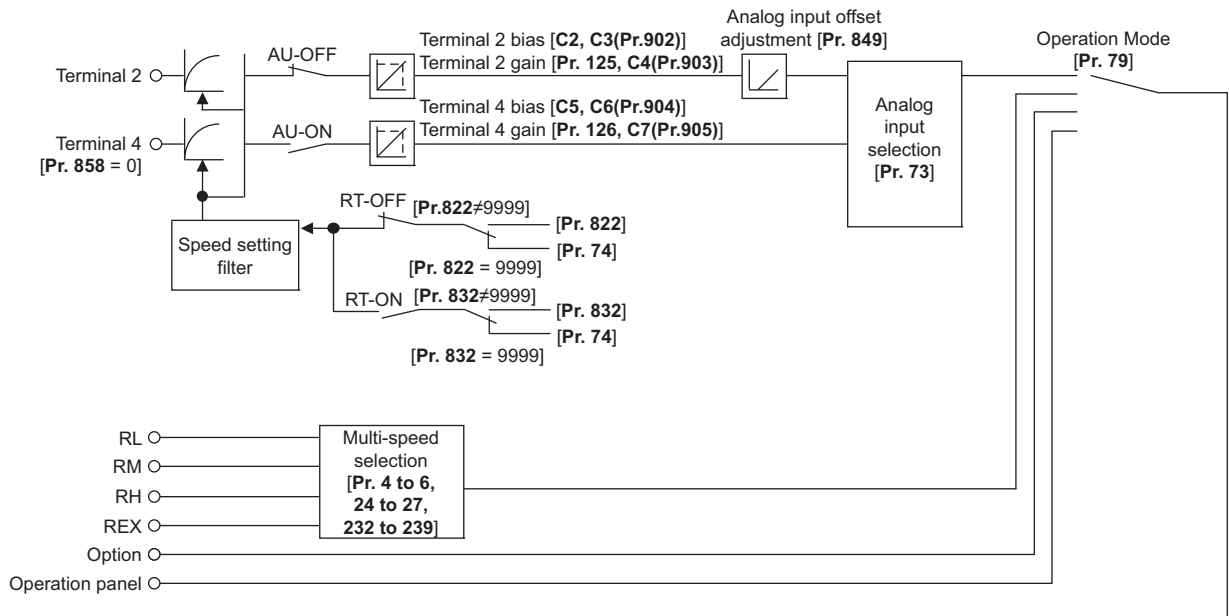 Terminal 2
AU-OFF
Terminal 2 bias [C2, C3(Pr.902)]
Terminal 2 gain [Pr. 125, C4(Pr.903)]
Analog input offset
adjustment [Pr. 849]
Operation Mode
[Pr. 79]
Terminal 4
[Pr. 858 = 0]
AU-ON
Terminal 4 bias [C5, C6(Pr.904)]
Terminal 4 gain [Pr. 126, C7(Pr.905)]
Analog
input
selection
[Pr. 73]
Speed setting
filter
RT-OFF
[Pr.822≠9999]
[Pr. 822]
[Pr. 74]
[Pr. 822 = 9999]
RT-ON
[Pr. 832≠9999]
[Pr. 832]
[Pr. 74]
[Pr. 832 = 9999]
RL
RM
RH
REX
Multi-speed
selection
[Pr. 4 to 6,
24 to 27,
232 to 239]
Option
Operation panel